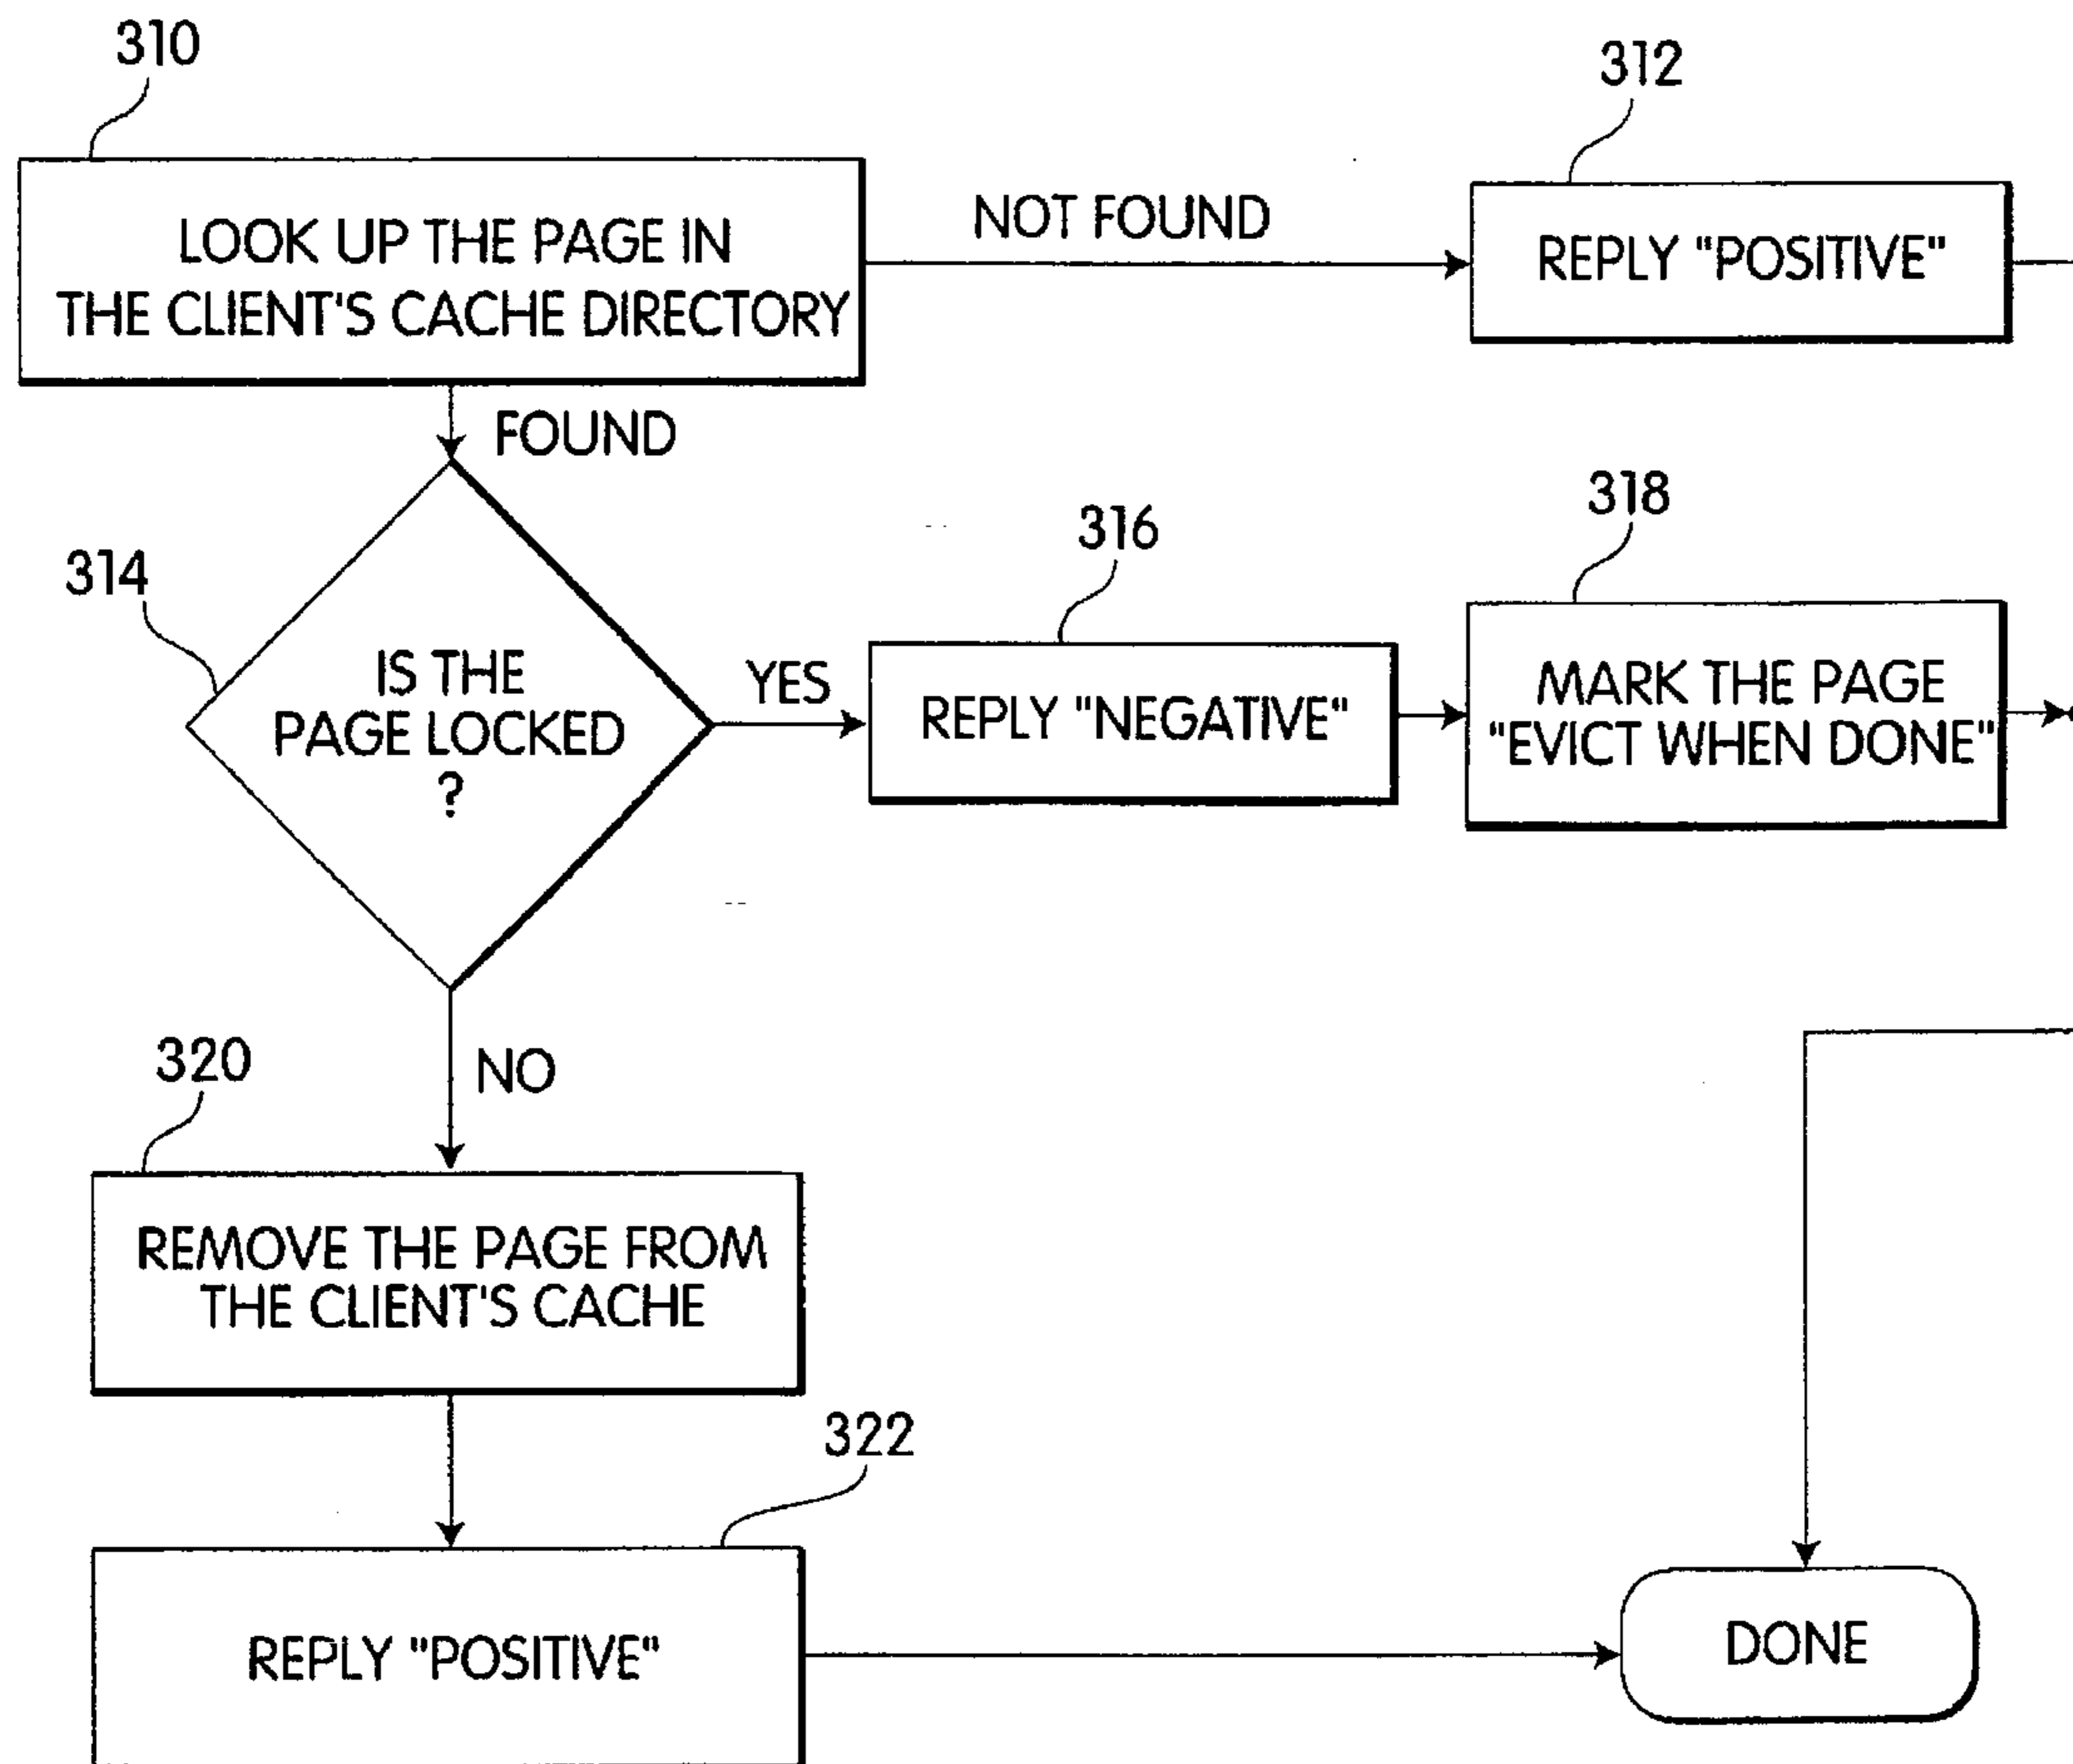 310
312
LOOK UP THE PAGE IN
THE CLIENT'S CACHE DIRECTORY
NOT FOUND
REPLY "POSITIVE"
FOUND
314
316
318
IS THE
PAGE LOCKED
?
YES
REPLY "NEGATIVE"
MARK THE PAGE
"EVICT WHEN DONE"
320
NO
REMOVE THE PAGE FROM
THE CLIENT'S CACHE
322
REPLY "POSITIVE"
DONE